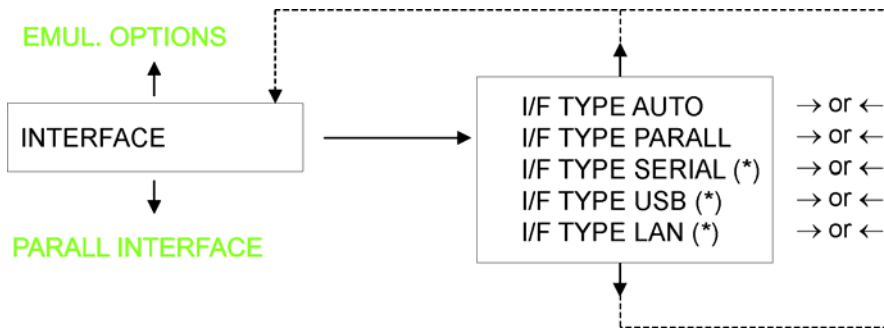 EMUL. OPTIONS
INTERFACE
PARALL INTERFACE
I/F TYPE AUTO → or ←
I/F TYPE PARALL → or ←
I/F TYPE SERIAL (*) → or ←
I/F TYPE USB (*) → or ←
I/F TYPE LAN (*) → or ←